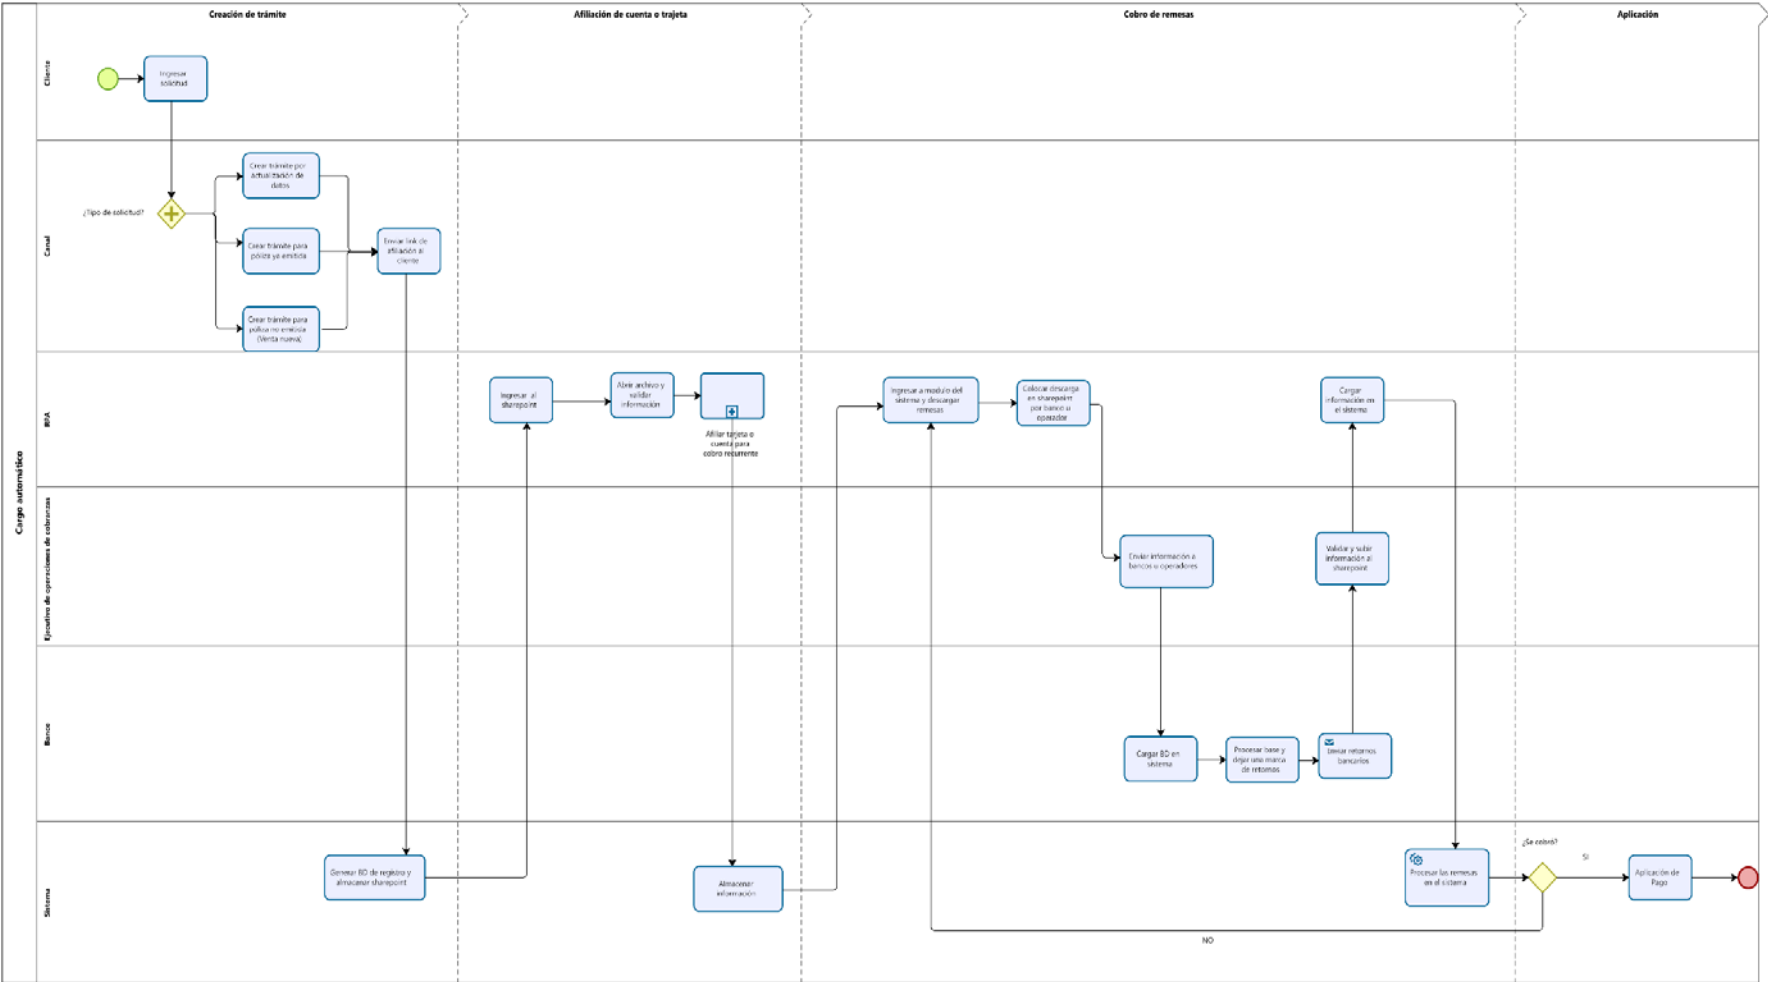 Creación de trámite
Afiliación de cuenta o trajeta
Cobro de remesas
Aplicación
Cargo automático
Cliente
Ingresar
solicitud
Canal
¿Tipo de solicitud?
Crear trámite por
actualización de
datos
Crear trámite para
póliza ya emitida
Crear trámite para
póliza no emitida
(Venta nueva)
Enviar link de
afiliación al
cliente
RPA
Ingresar al
sharepoint
Abrir archivo y
validar
información
Afiliar tarjeta o
cuenta para
cobro recurrente
Ingresar a modulo del
sistema y descargar
remesas
Colocar descarga
en sharepoint
por banco u
operador
Cargar
información en
el sistema
Ejecutivo de operaciones de cobranzas
Enviar información a
bancos u operadores
Validar y subir
información al
sharepoint
Banco
Cargar BD en
sistema
Procesar base y
dejar una marca
de retornos
Enviar retornos
bancarios
Sistema
Generar BD de registro y
almacenar sharepoint
Almacenar
información
Procesar las remesas
en el sistema
¿Se cobró?
SI
Aplicación de
Pago
NO